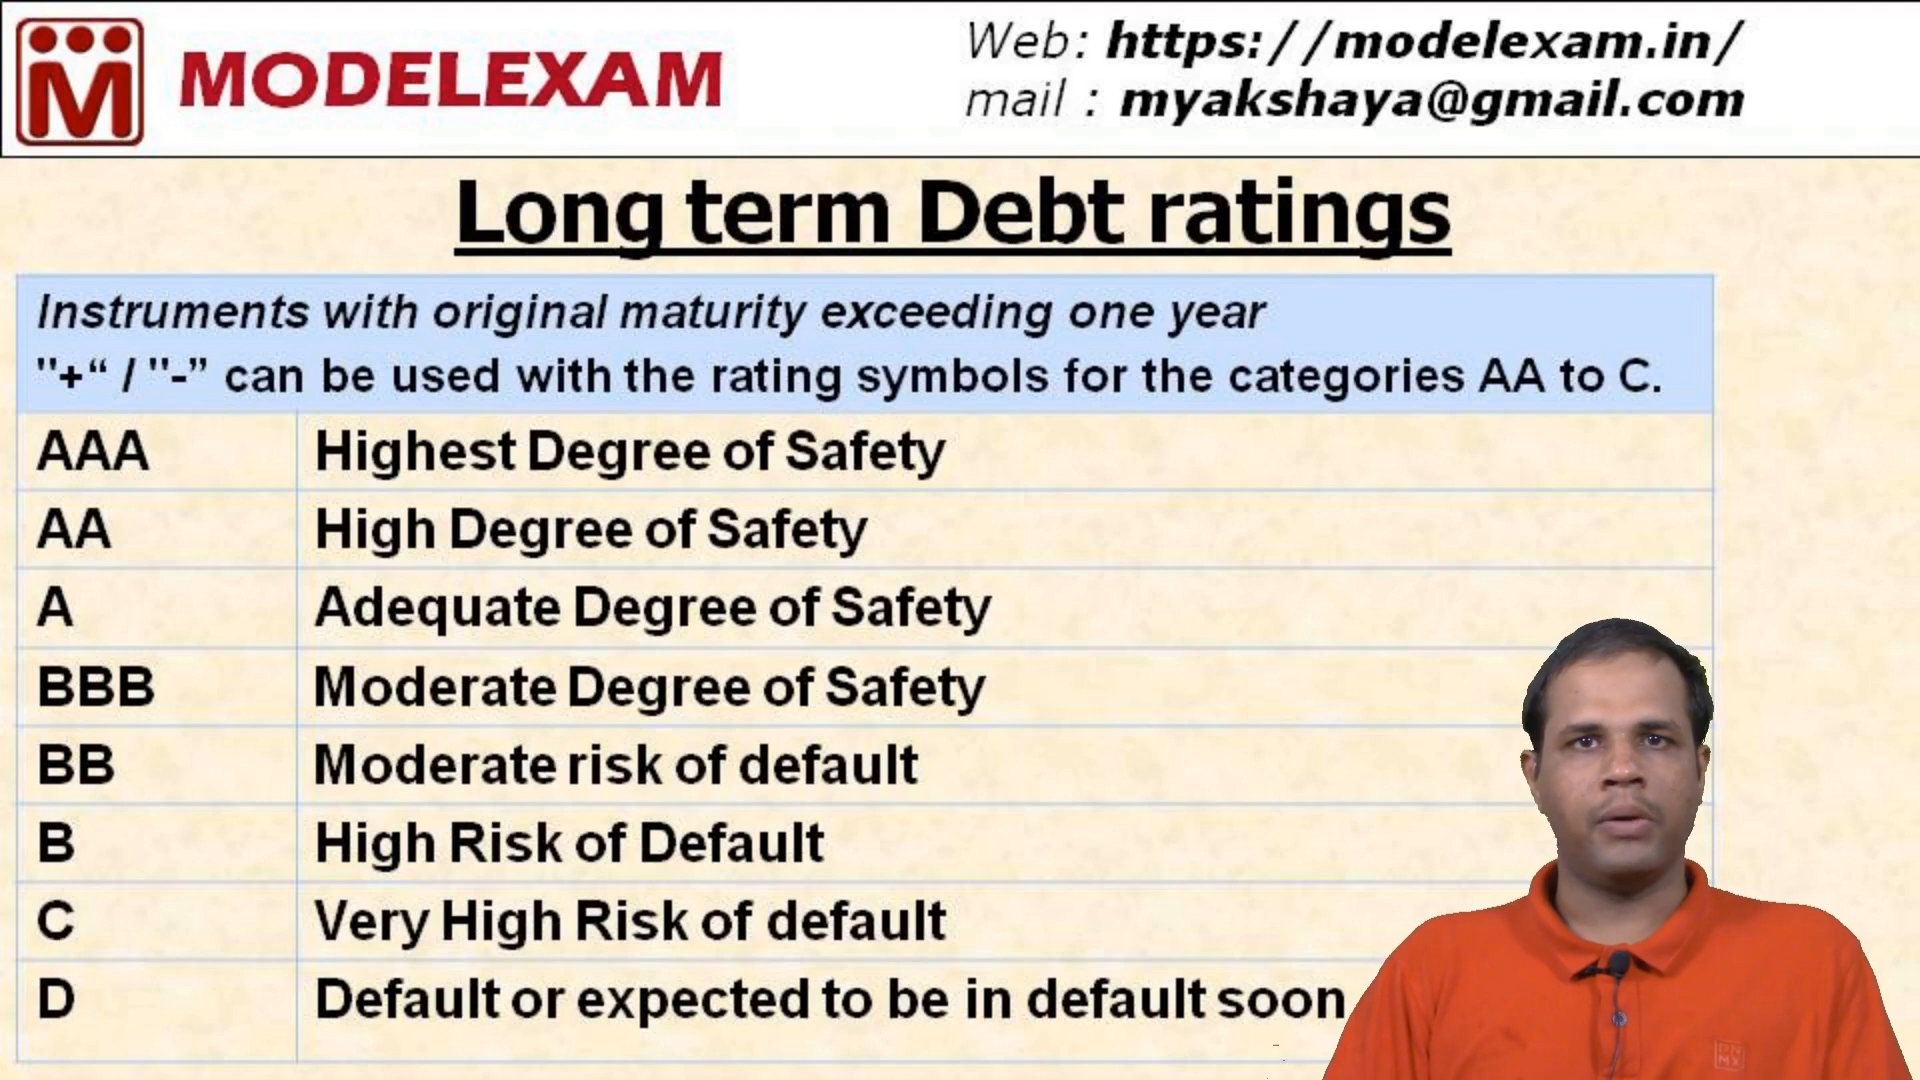 MODELEXAM
Web: https://modelexam.in/
mail : myakshaya@gmail.com
Long term Debt ratings
Instruments with original maturity exceeding one year
"+“ / "-” can be used with the rating symbols for the categories AA to C.
AAA Highest Degree of Safety
AA High Degree of Safety
A Adequate Degree of Safety
BBB Moderate Degree of Safety
BB Moderate risk of default
B High Risk of Default
C Very High Risk of default
D Default or expected to be in default soon